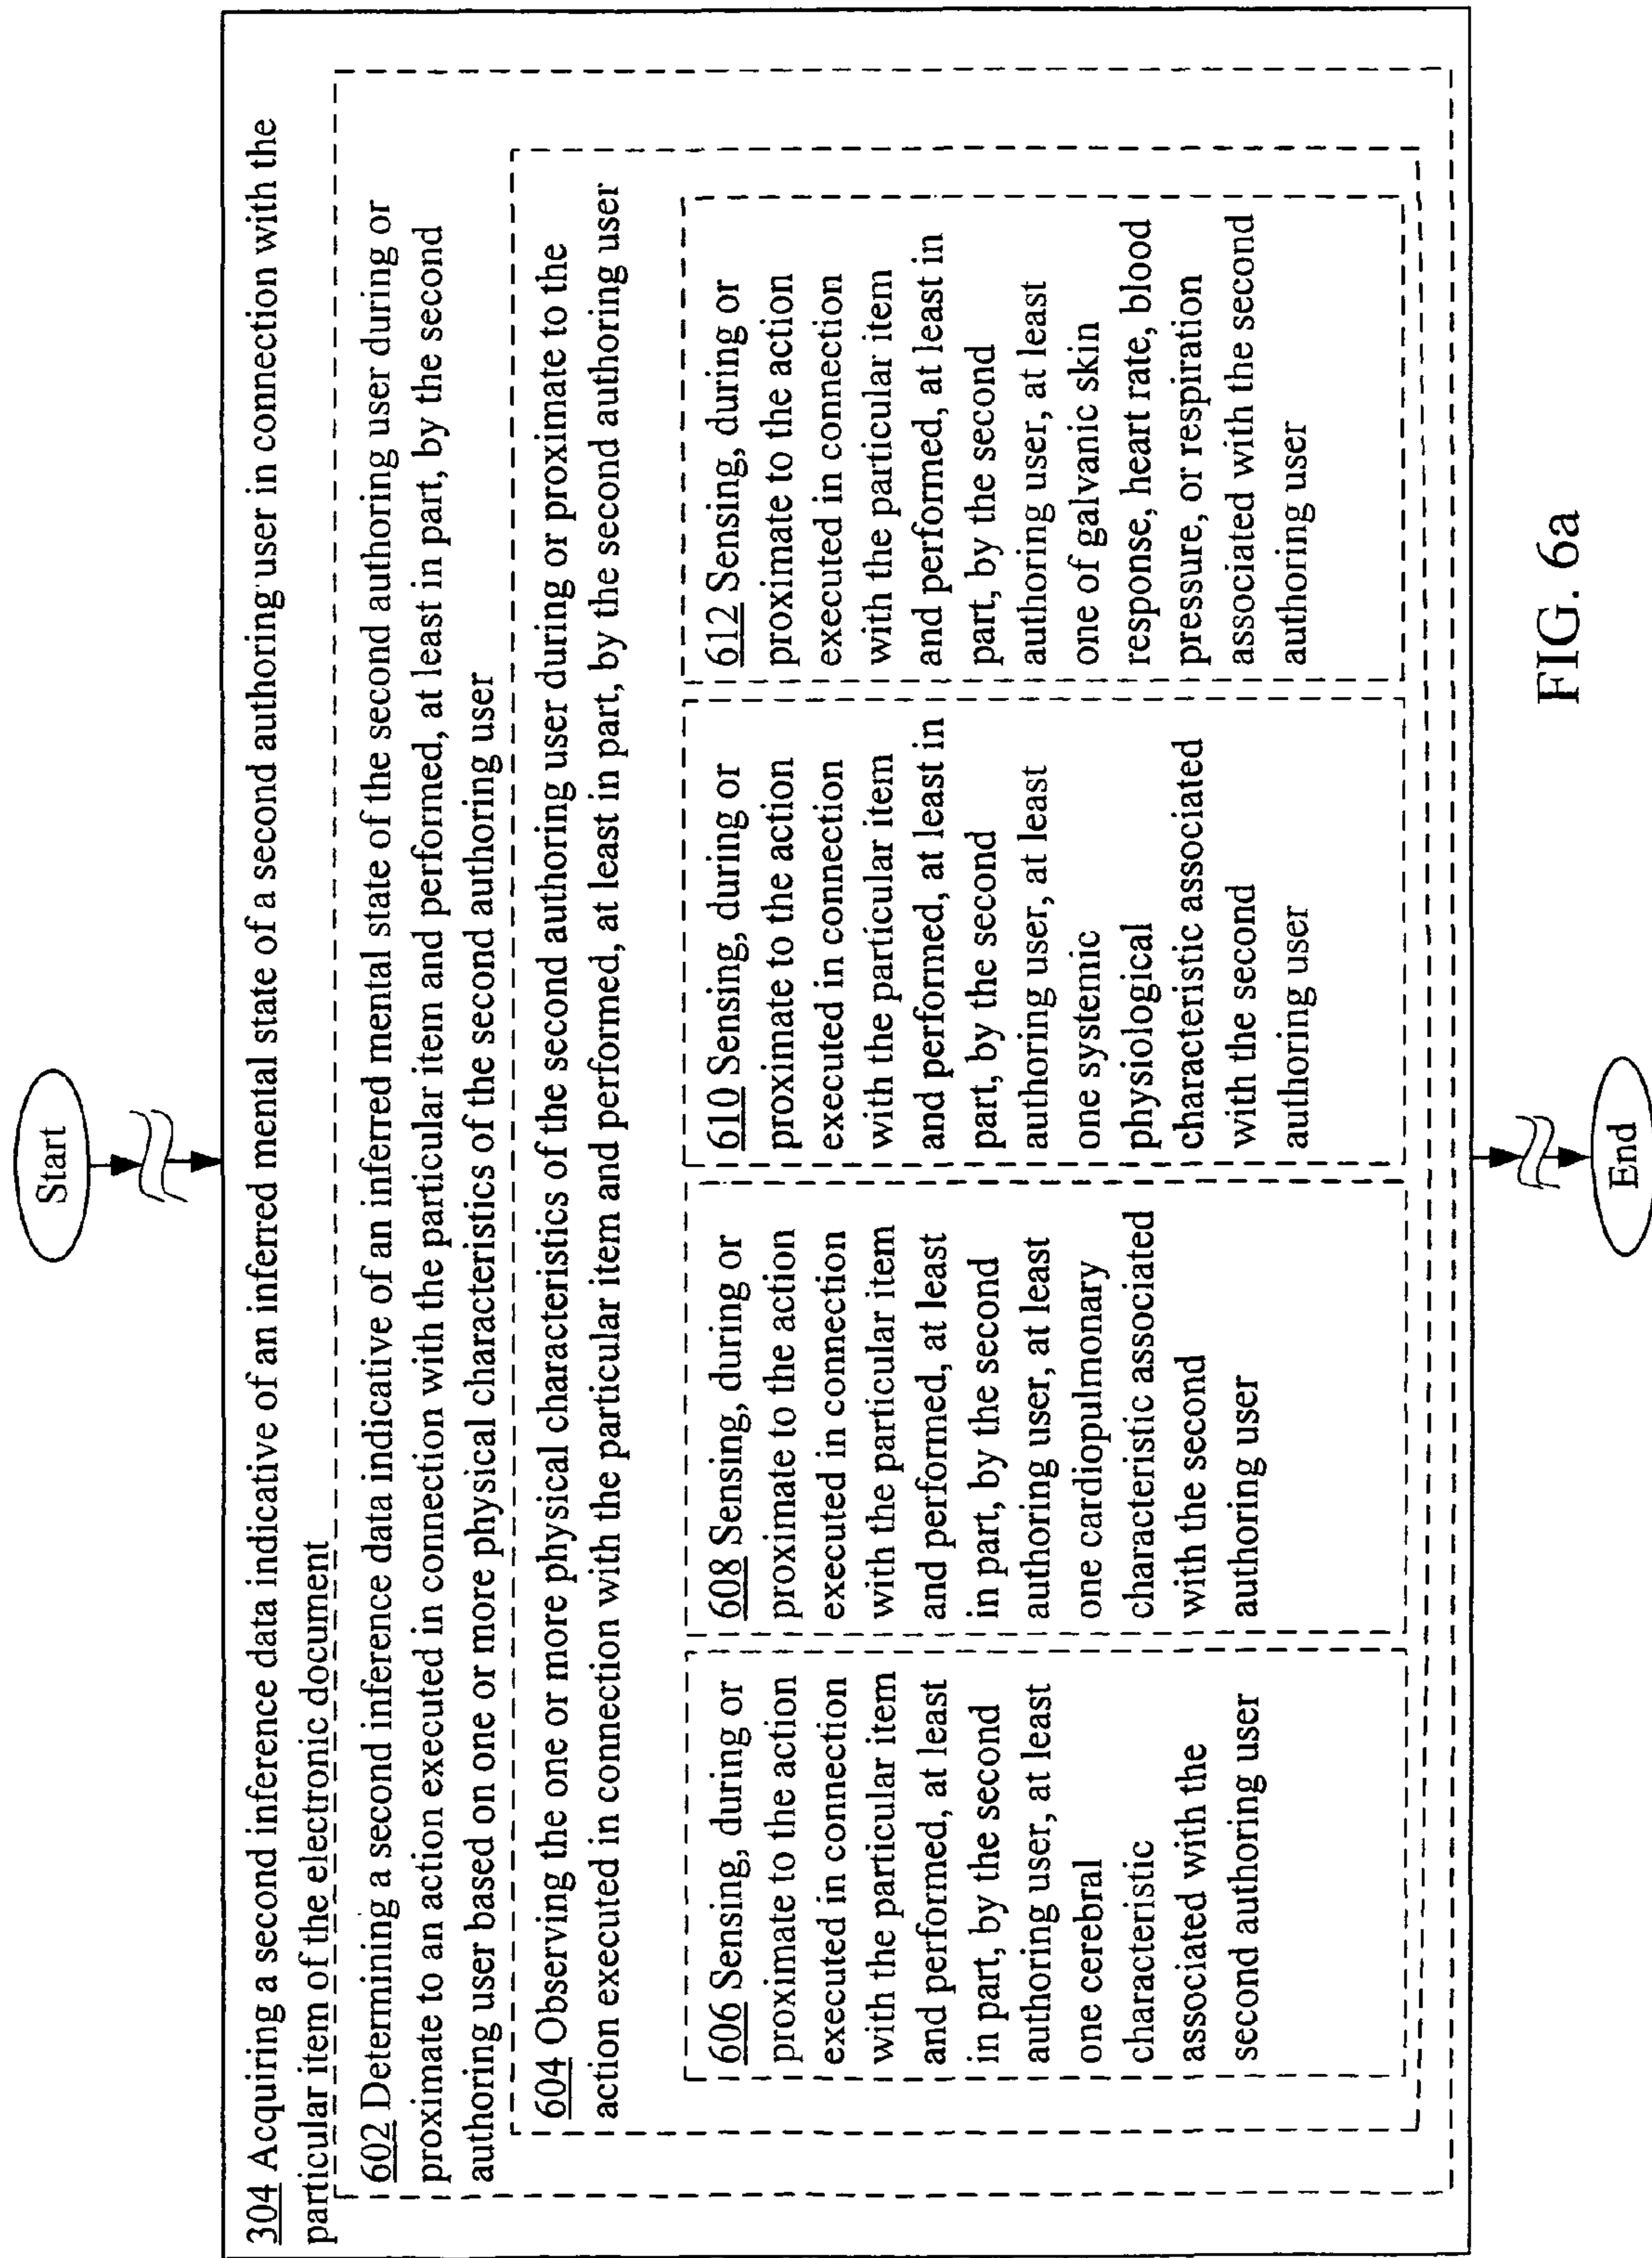 Start
304 Acquiring a second inference data indicative of an inferred mental state of a second authoring user in connection with the
particular item of the electronic document
602 Determining a second inference data indicative of an inferred mental state of the second authoring user during or
proximate to an action executed in connection with the particular item and performed, at least in part, by the second
authoring user based on one or more physical characteristics of the second authoring user
604 Observing the one or more physical characteristics of the second authoring user during or proximate to the
action executed in connection with the particular item and performed, at least in part, by the second authoring user
606 Sensing, during or
proximate to the action
executed in connection
with the particular item
and performed, at least
in part, by the second
authoring user, at least
one cerebral
characteristic
associated with the
second authoring user
608 Sensing, during or
proximate to the action
executed in connection
with the particular item
and performed, at least
in part, by the second
authoring user, at least
one cardiopulmonary
characteristic associated
with the second
authoring user
610 Sensing, during or
proximate to the action
executed in connection
with the particular item
and performed, at least in
part, by the second
authoring user, at least
one systemic
physiological
characteristic associated
with the second
authoring user
612 Sensing, during or
proximate to the action
executed in connection
with the particular item
and performed, at least in
part, by the second
authoring user, at least
one of galvanic skin
response, heart rate, blood
pressure, or respiration
associated with the second
authoring user
End
FIG. 6a